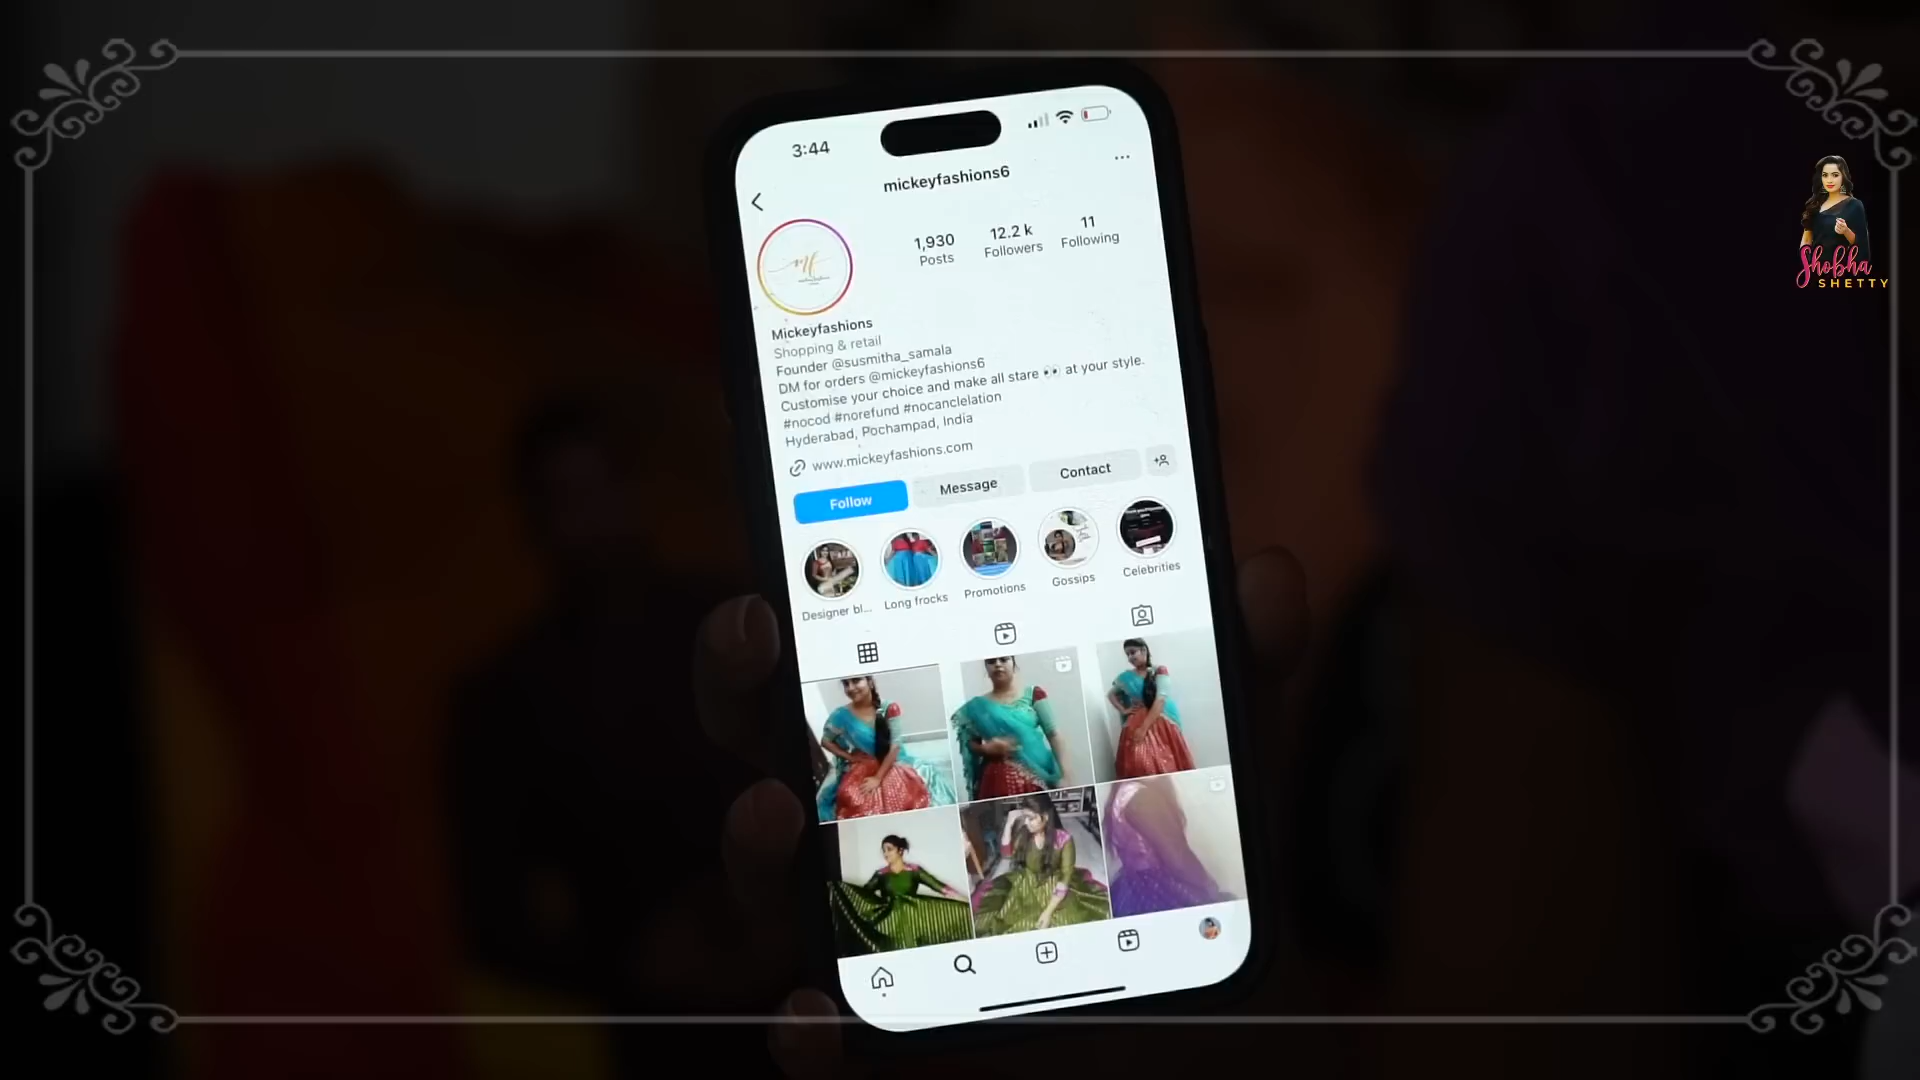 3:44
mickeyfashions6
1,930
Posts
12.2 k
Followers
11
Following
Mickeyfashions
Shopping & retail
Founder @susmitha_samala
DM for orders @mickeyfashions6
Customise your choice and make all stare 👀 at your style.
#nocod #norefund #nocanclelation
Hyderabad, Pochampad, India
www.mickeyfashions.com
Follow
Message
Contact
Designer bl...
Long frocks
Promotions
Gossips
Celebrities
Shobha
SHETTY